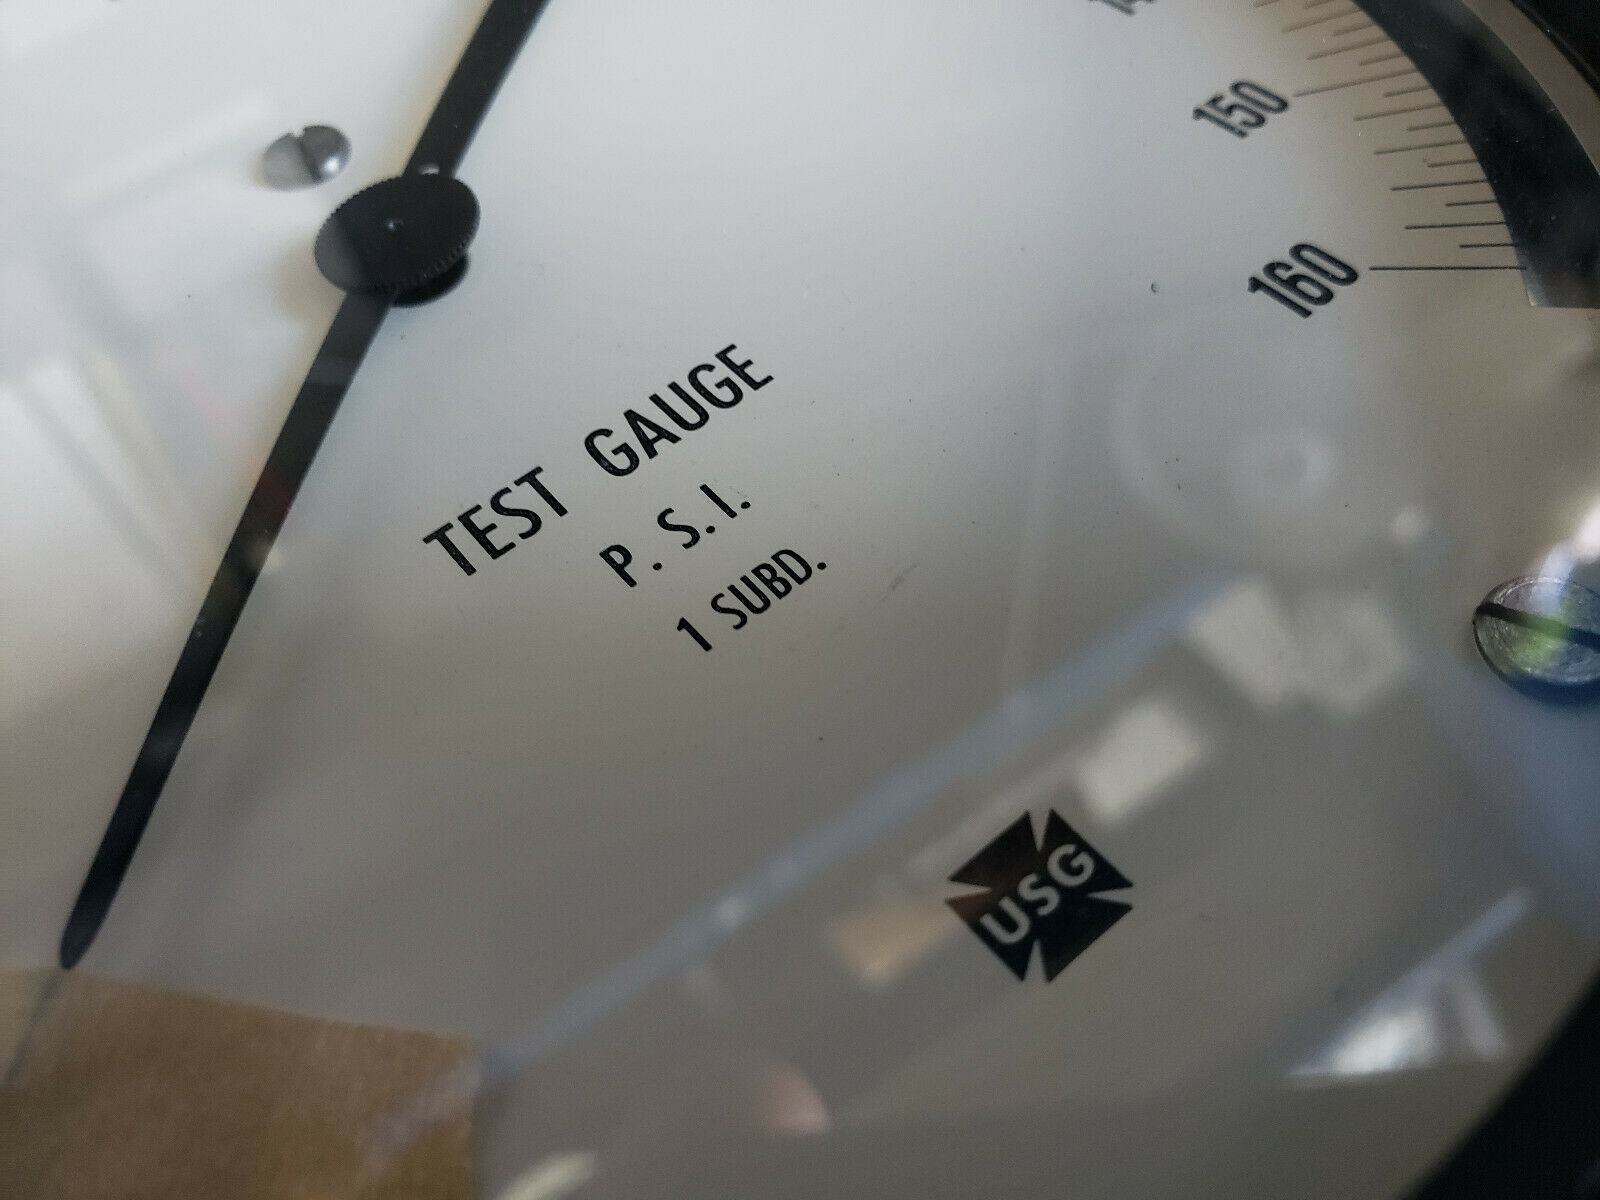 150
160
TEST GAUGE
P. S. I.
1 SUBD.
USG